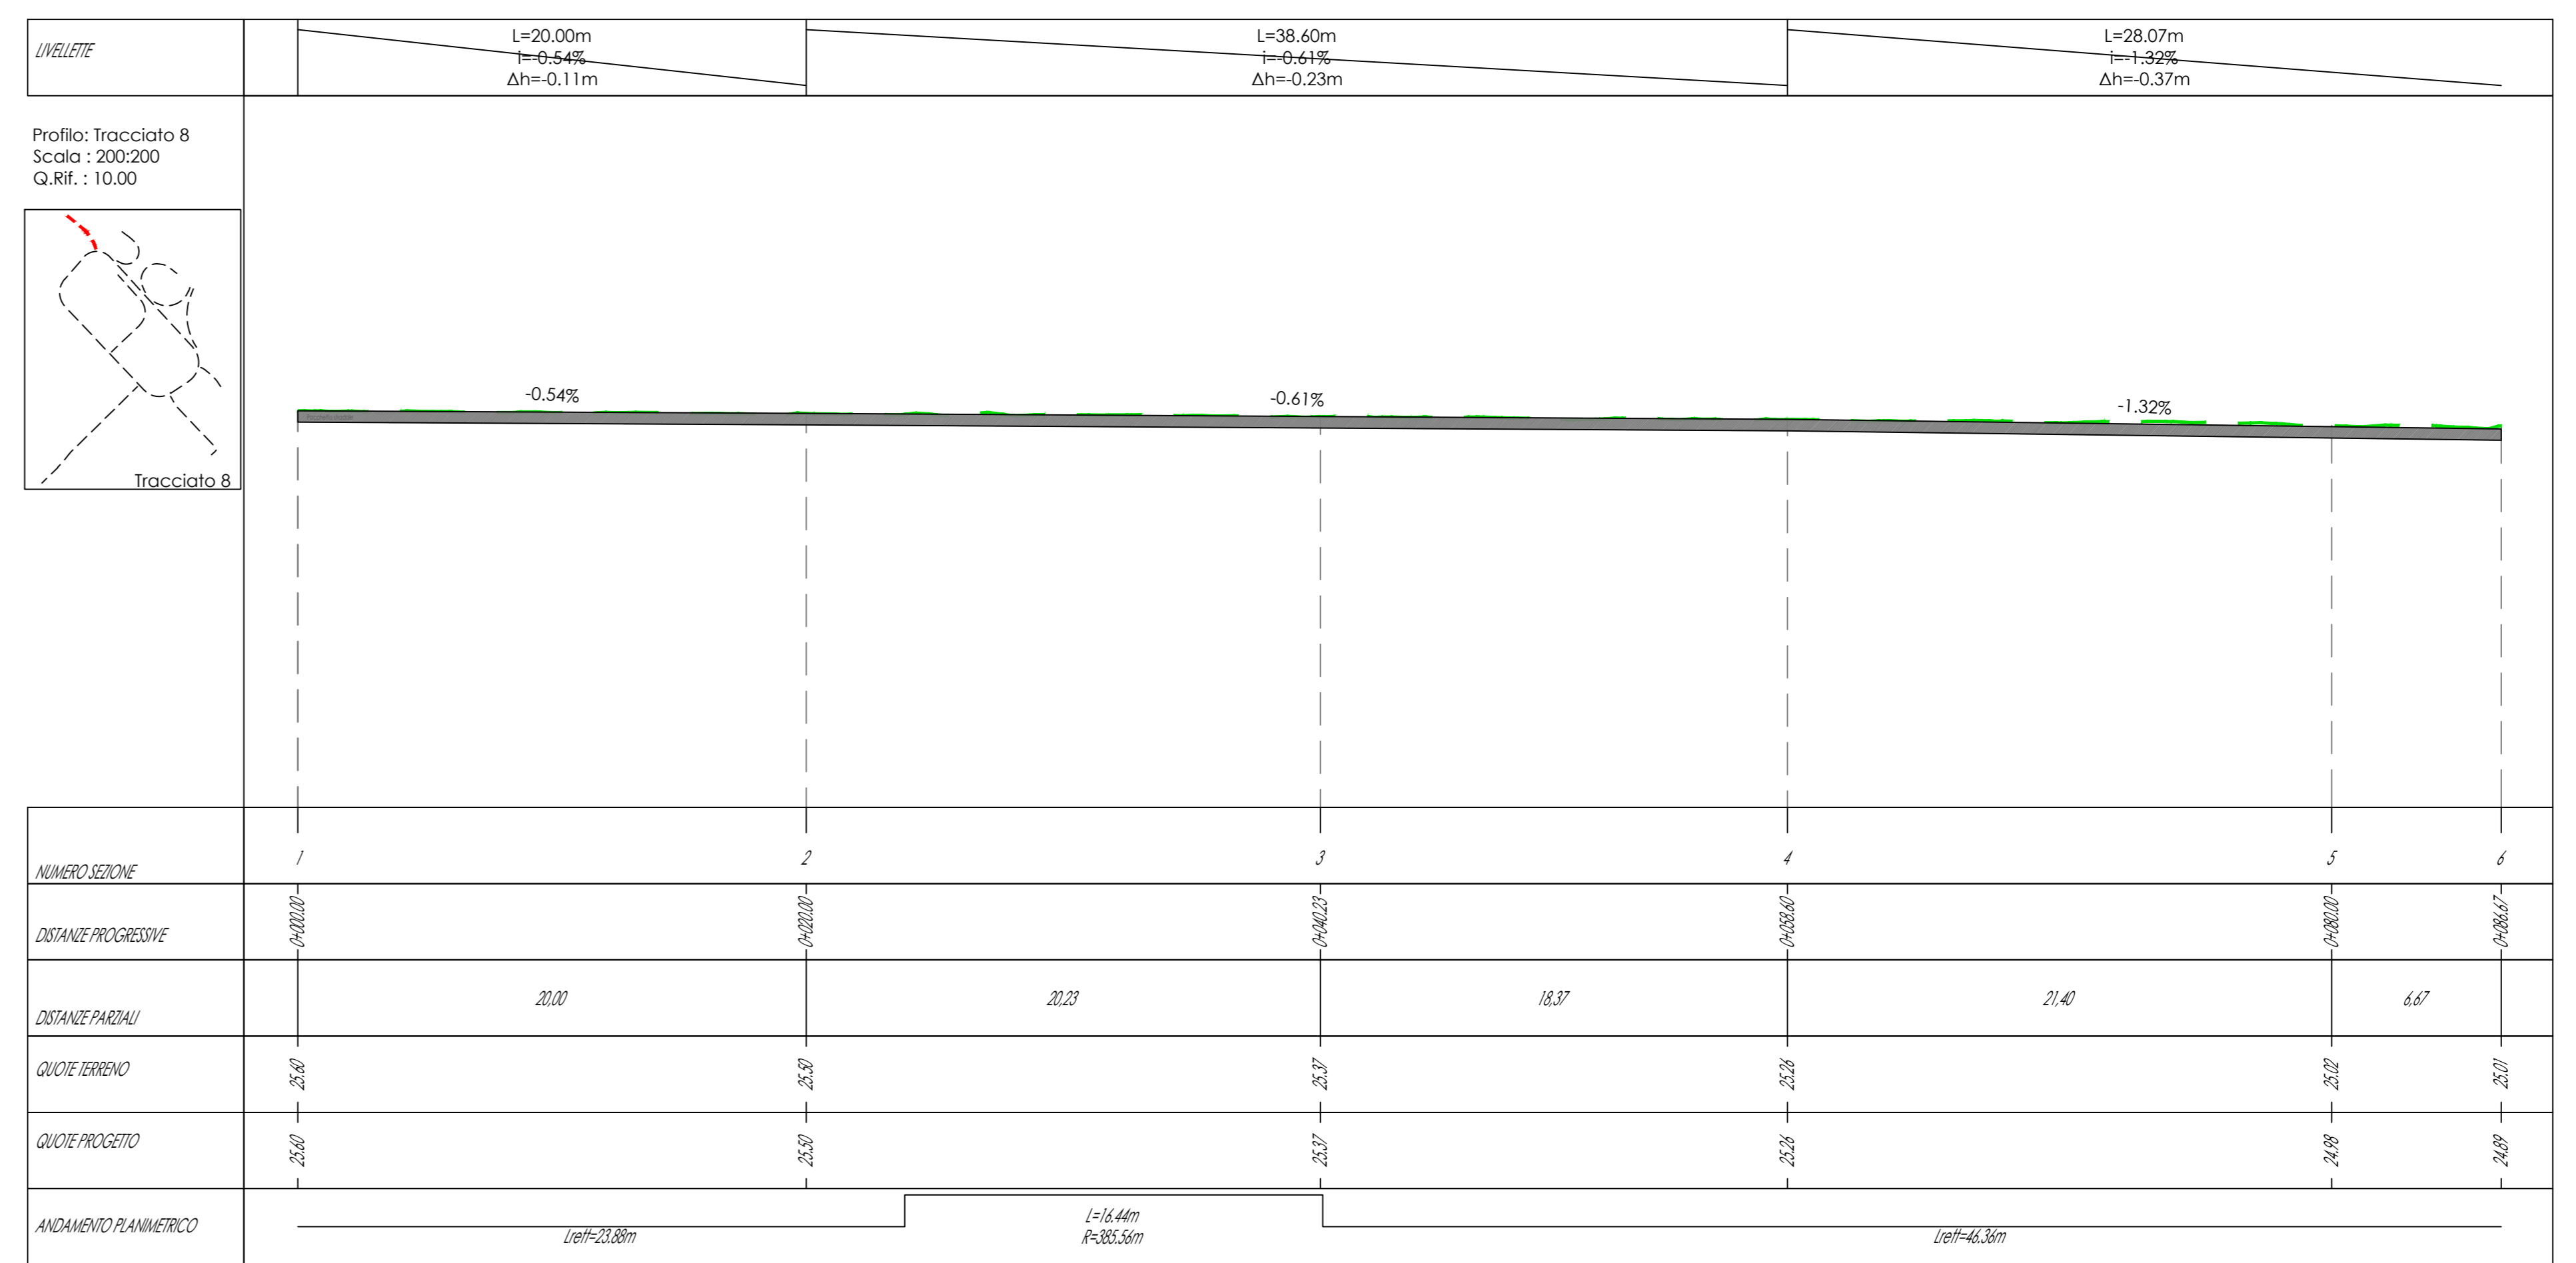 LIVELLETTE
L=20.00m
i=-0.54%
Δh=-0.11m
L=38.60m
i=-0.61%
Δh=-0.23m
L=28.07m
i=-1.32%
Δh=-0.37m
Profilo: Tracciato 8
Scala : 200:200
Q.Rif. : 10.00
Tracciato 8
-0.54%
-0.61%
-1.32%
NUMERO SEZIONE
1 2 3 4 5 6
DISTANZE PROGRESSIVE
0+000.00 0+020.00 0+040.23 0+058.60 0+080.00 0+086.67
DISTANZE PARZIALI
20,00 20,23 18,37 21,40 6,67
QUOTE TERRENO
25.60 25.50 25.37 25.26 25.02 25.01
QUOTE PROGETTO
25.60 25.50 25.37 25.26 24.98 24.89
ANDAMENTO PLANIMETRICO
Lrett=23.88m
L=16.44m
R=385.56m
Lrett=46.36m